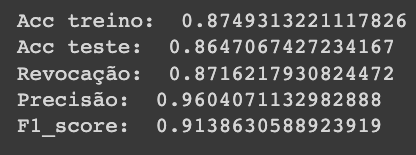 Acc treino: 0.8749313221117826
Acc teste: 0.8647067427234167
Revocação: 0.8716217930824472
Precisão: 0.9604071132982888
F1_score: 0.9138630588923919